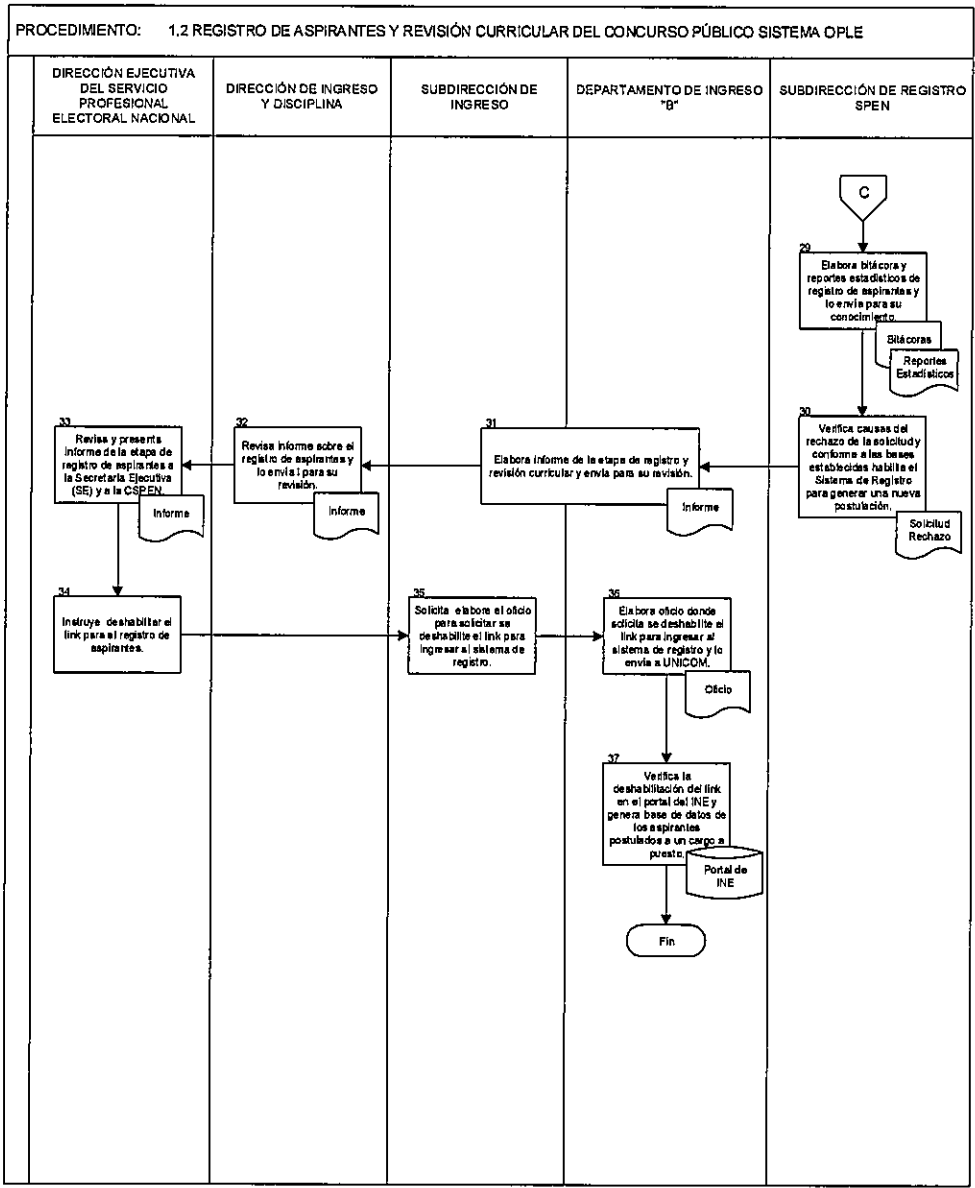 PROCEDIMIENTO: 1.2 REGISTRO DE ASPIRANTES Y REVISIÓN CURRICULAR DEL CONCURSO PÚBLICO SISTEMA OPLE
DIRECCIÓN EJECUTIVA
DEL SERVICIO
PROFESIONAL
ELECTORAL NACIONAL
DIRECCIÓN DE INGRESO
Y DISCIPLINA
SUBDIRECCIÓN DE
INGRESO
DEPARTAMENTO DE INGRESO
"B"
SUBDIRECCIÓN DE REGISTRO
SPEN
C
29
Elabora bitácora y
reportes estadísticos de
registro de aspirantes y
lo envía para su
conocimiento.
Bitácoras
Reportes
Estadísticos
33
Revisa y presenta
informe de la etapa de
registro de aspirantes a
la Secretaría Ejecutiva
(SE) y a la CSPEN.
Informe
32
Revisa informe sobre el
registro de aspirantes y
lo envía l para su
revisión.
Informe
31
Elabora informe de la etapa de registro y
revisión curricular y envía para su revisión.
Informe
30
Verifica causas del
rechazo de la solicitud y
conforme a las bases
establecidas habilita el
Sistema de Registro
para generar una nueva
postulación.
Solicitud
Rechazo
34
Instruye deshabilitar el
link para el registro de
aspirantes.
35
Solicita elabore el oficio
para solicitar se
deshabilite el link para
ingresar al sistema de
registro.
36
Elabora oficio donde
solicita se deshabilite el
link para ingresar al
sistema de registro y lo
envía a UNICOM.
Oficio
37
Verifica la
deshabilitación del link
en el portal del INE y
genera base de datos de
los aspirantes
postulados a un cargo a
puesto.
Portal de
INE
Fin